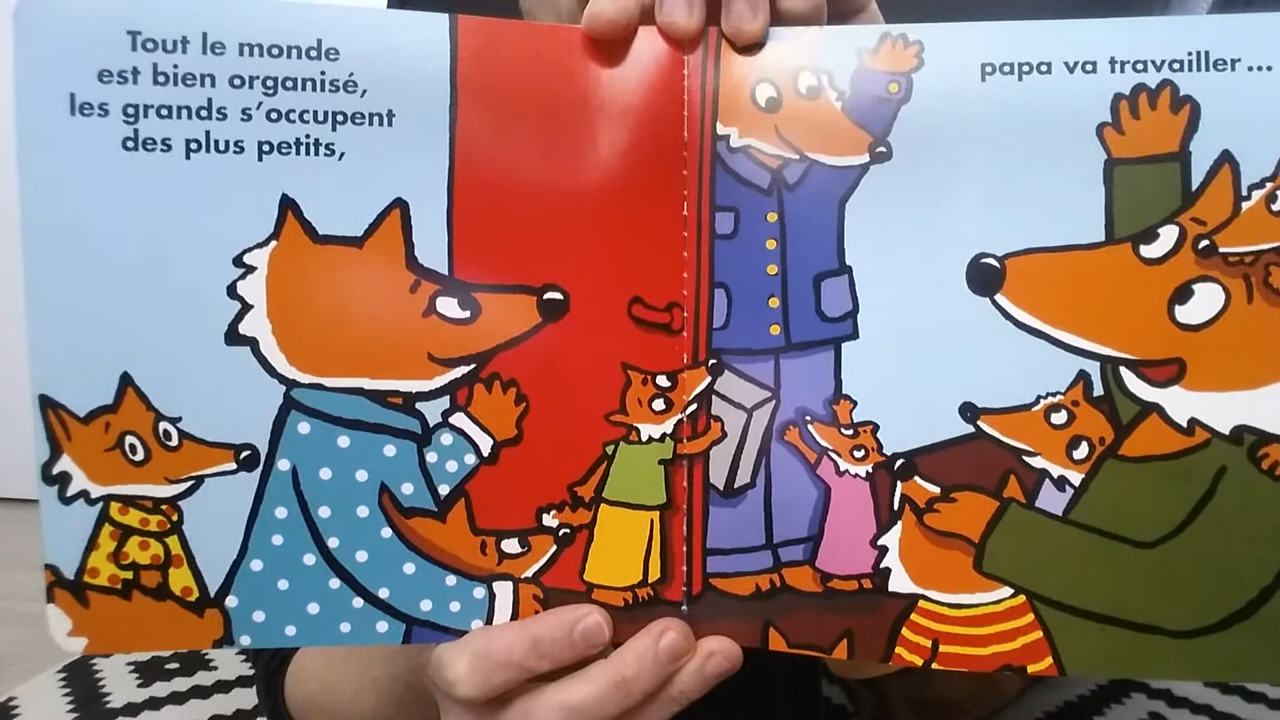 Tout le monde
est bien organisé,
les grands s'occupent
des plus petits,
papa va travailler...